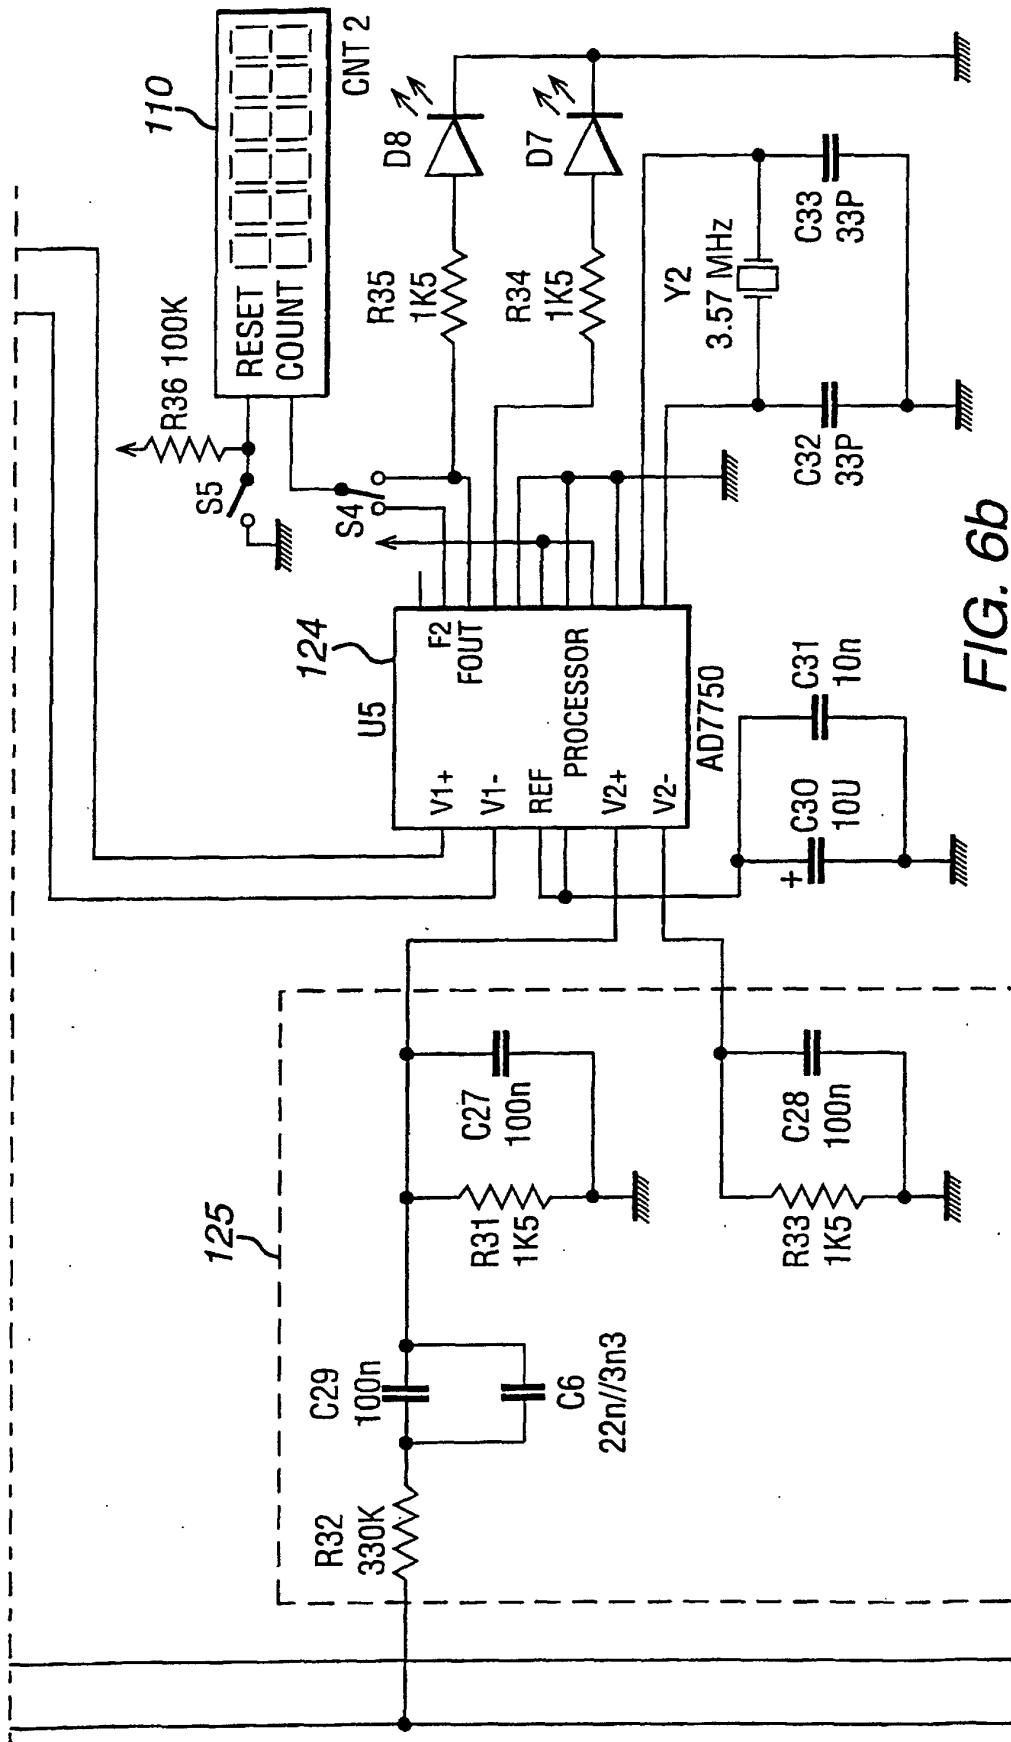 110
RESET
COUNT
CNT 2
R36 100K
S5
S4
D8
R35
1K5
D7
R34
1K5
Y2
3.57 MHz
C33
33P
C32
33P
124
U5
F2
FOUT
PROCESSOR
V1+
V1-
REF
V2+
V2-
AD7750
C31
10n
+
C30
10U
125
C27
100n
R31
1K5
C28
100n
R33
1K5
C29
100n
C6
22n//3n3
R32
330K
FIG. 6b